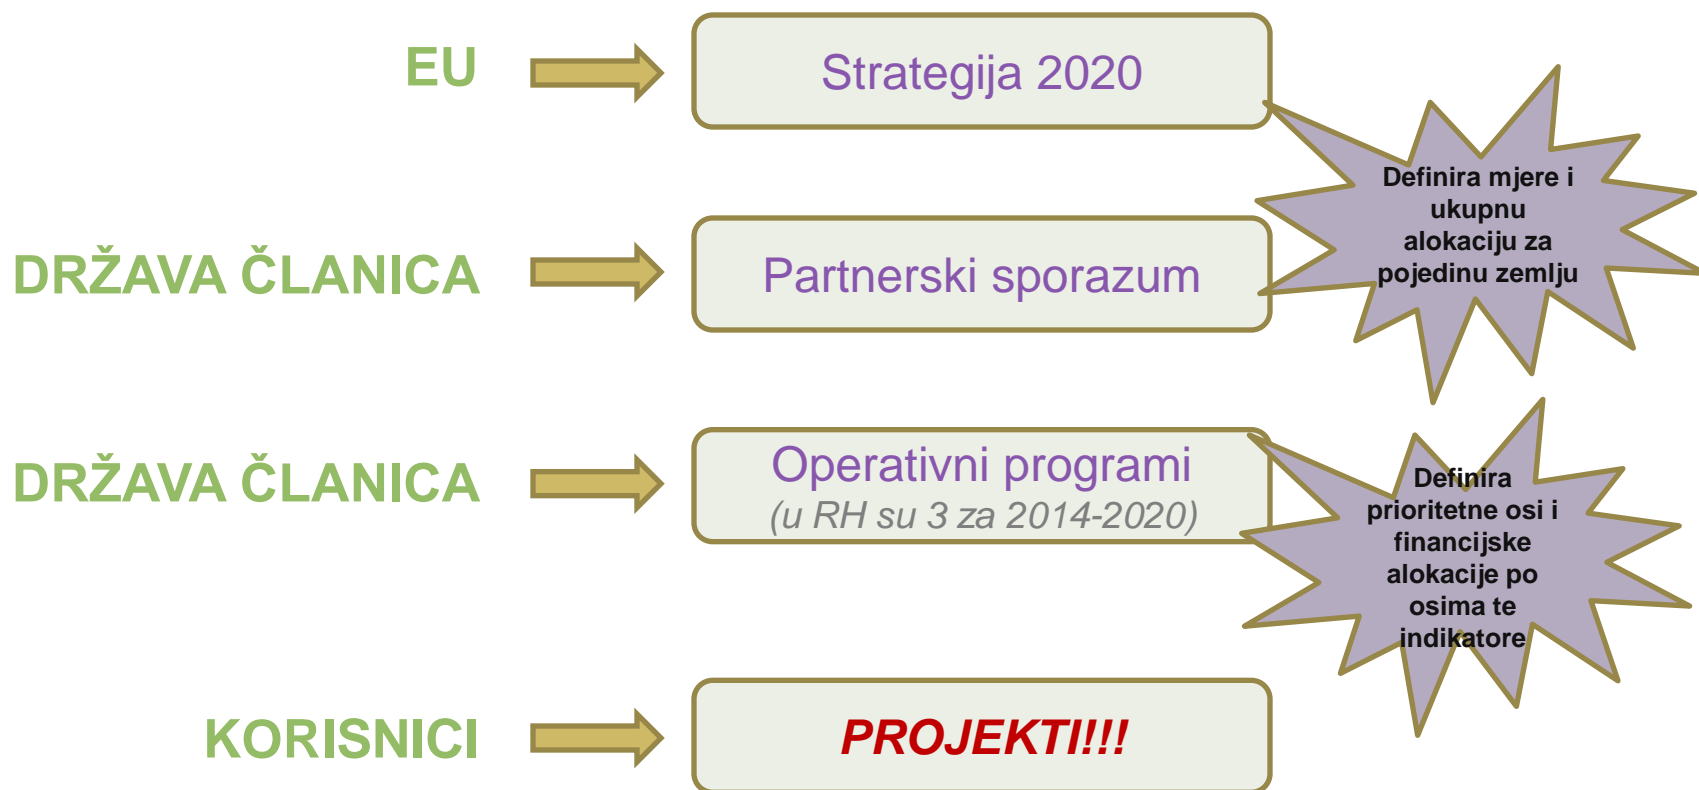 EU
Strategija 2020
Definira mjere i
ukupnu
alokaciju za
pojedinu zemlju
DRŽAVA ČLANICA
Partnerski sporazum
DRŽAVA ČLANICA
Operativni programi
(u RH su 3 za 2014-2020)
Definira
prioritetne osi i
financijske
alokacije po
osima te
indikatore
KORISNICI
PROJEKTI!!!